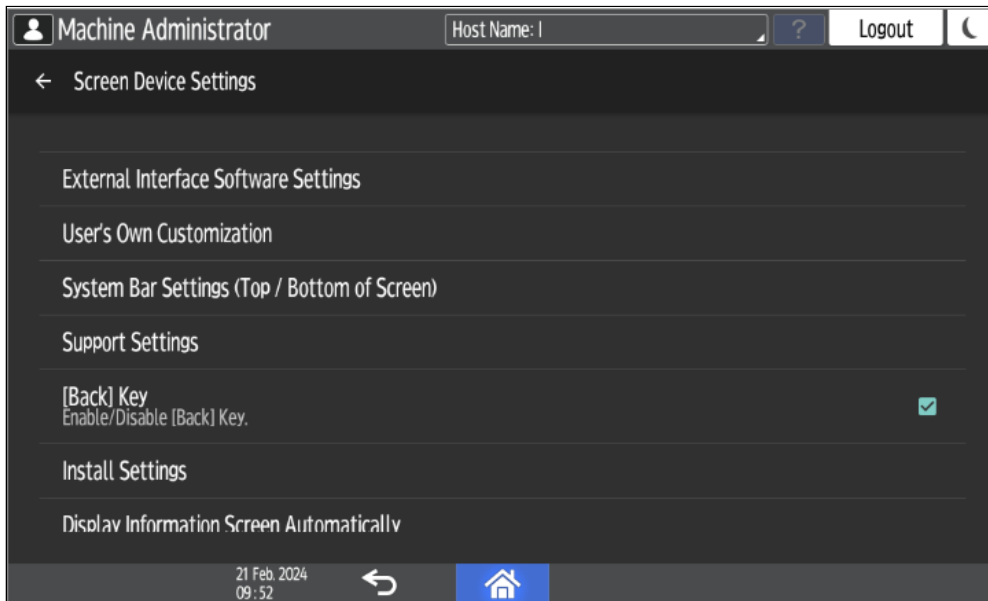 Machine Administrator
Host Name: I
?
Logout
Screen Device Settings
External Interface Software Settings
User's Own Customization
System Bar Settings (Top / Bottom of Screen)
Support Settings
[Back] Key
Enable/Disable [Back] Key.
Install Settings
Display Information Screen Automatically
21 Feb. 2024
09:52